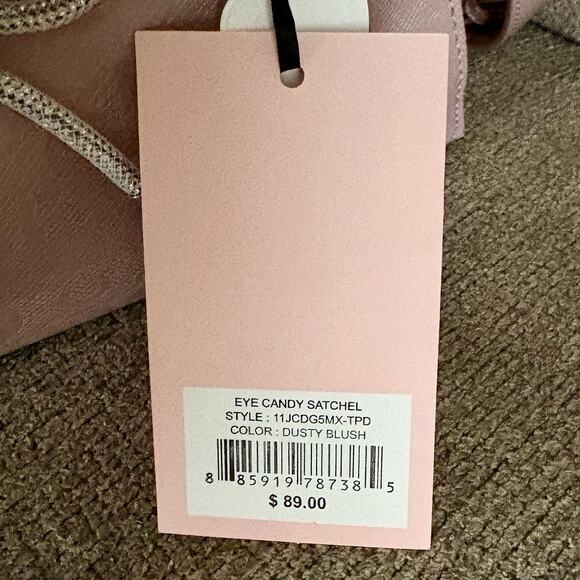 EYE CANDY SATCHEL
STYLE : 11JCDG5MX-TPD
COLOR : DUSTY BLUSH
8 85919 78738 5
$ 89.00